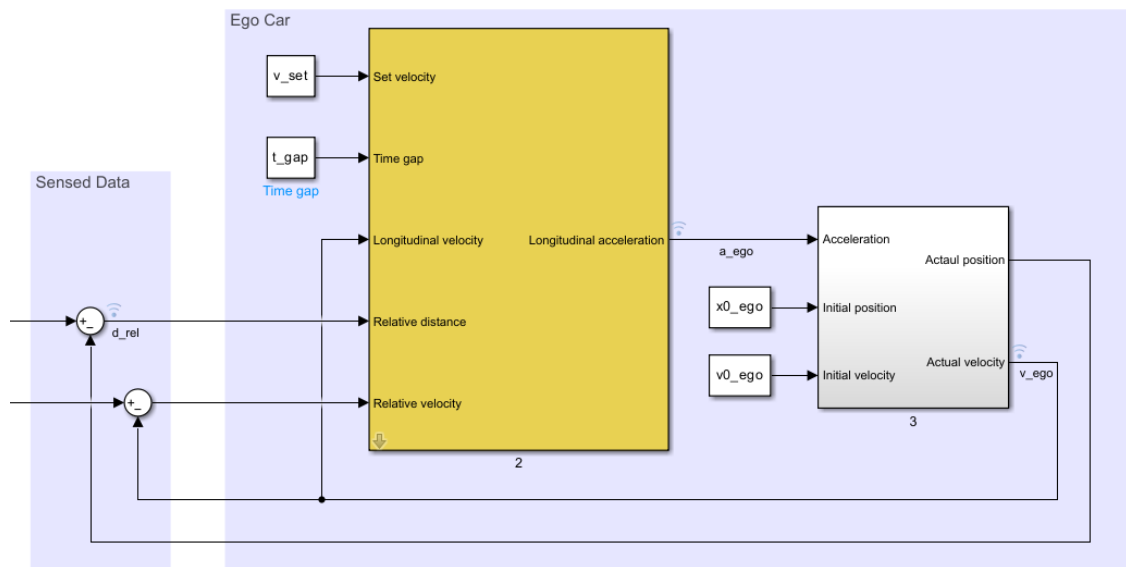 Ego Car
v_set
Set velocity
t_gap
Time gap
Time gap
Sensed Data
Longitudinal velocity
Longitudinal acceleration
a_ego
Acceleration
Actaul position
x0_ego
Initial position
+_
d_rel
Relative distance
Actual velocity
v_ego
v0_ego
Initial velocity
+_
Relative velocity
3
2